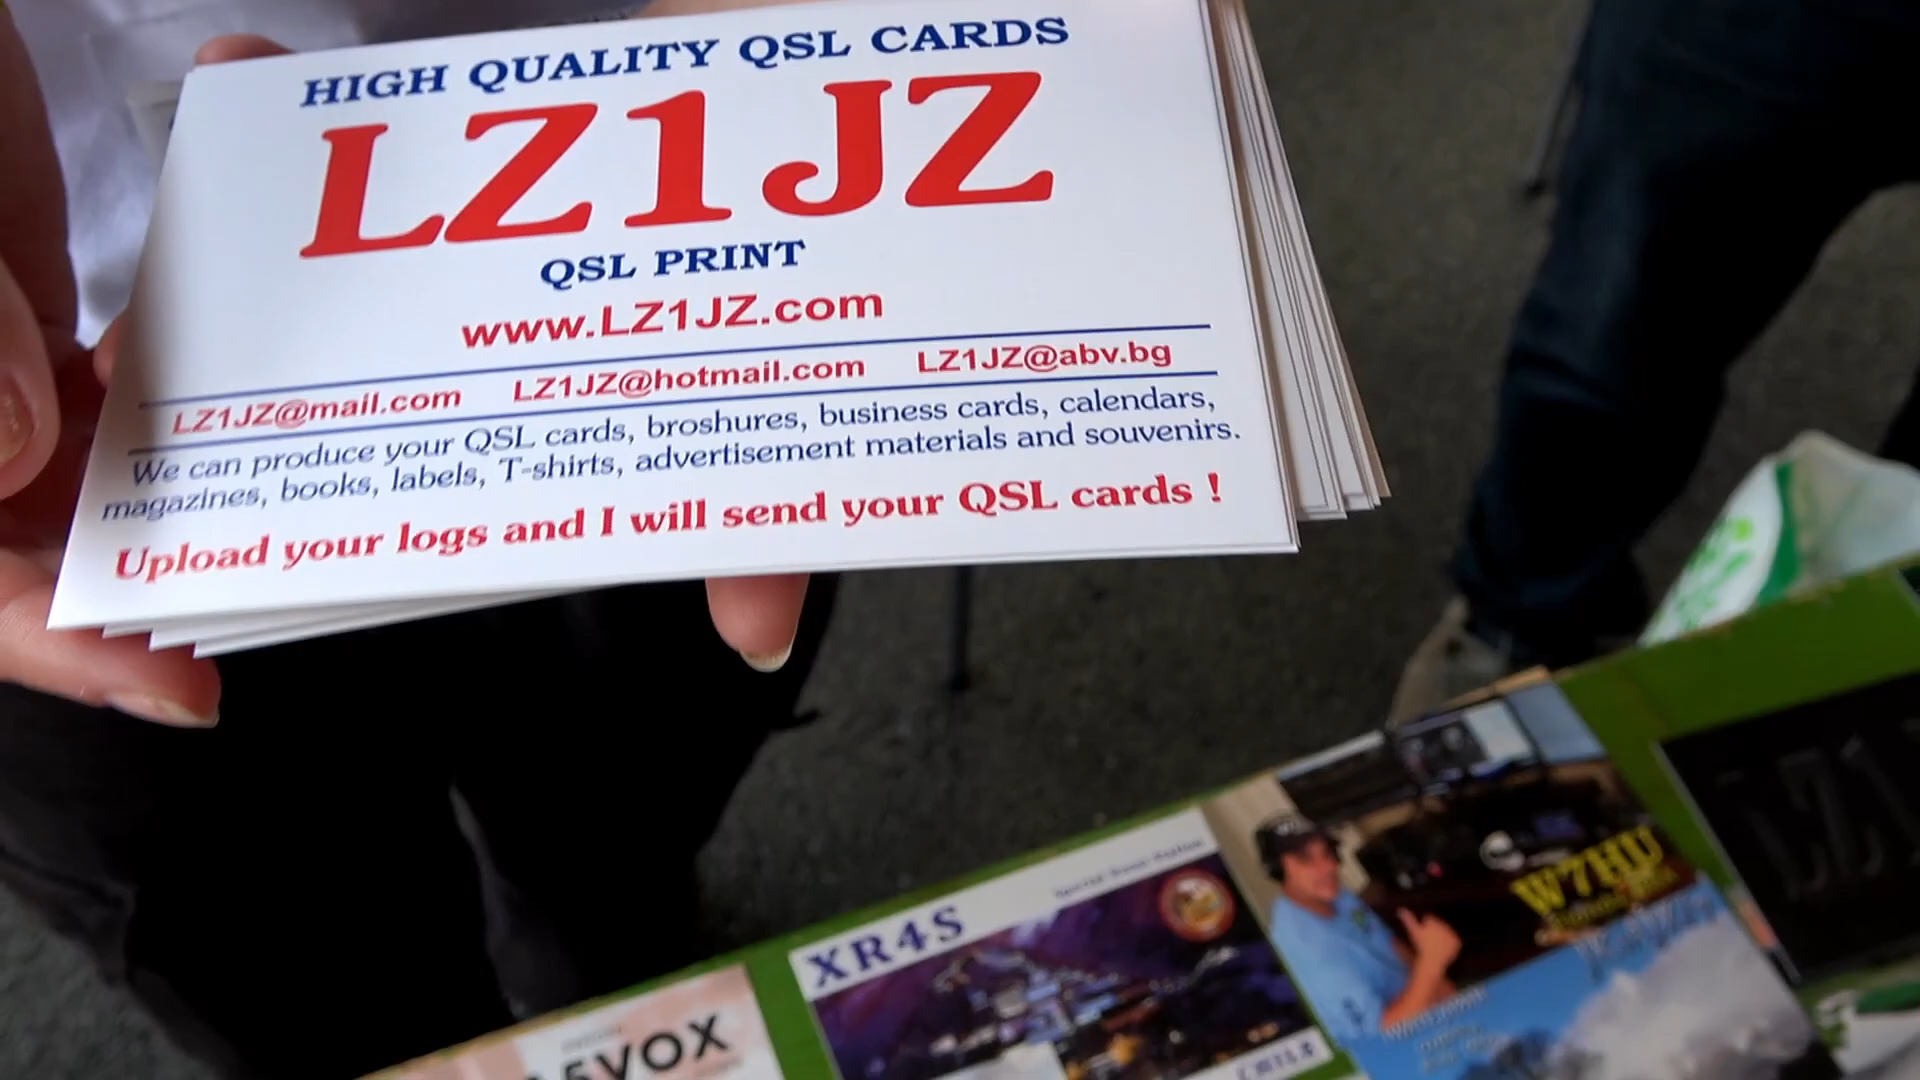 HIGH QUALITY QSL CARDS
LZ1JZ
QSL PRINT
www.LZ1JZ.com
LZ1JZ@mail.com LZ1JZ@hotmail.com LZ1JZ@abv.bg
We can produce your QSL cards, broshures, business cards, calendars,
magazines, books, labels, T-shirts, advertisement materials and souvenirs.
Upload your logs and I will send your QSL cards !
XR4S
W7HU
5VOX